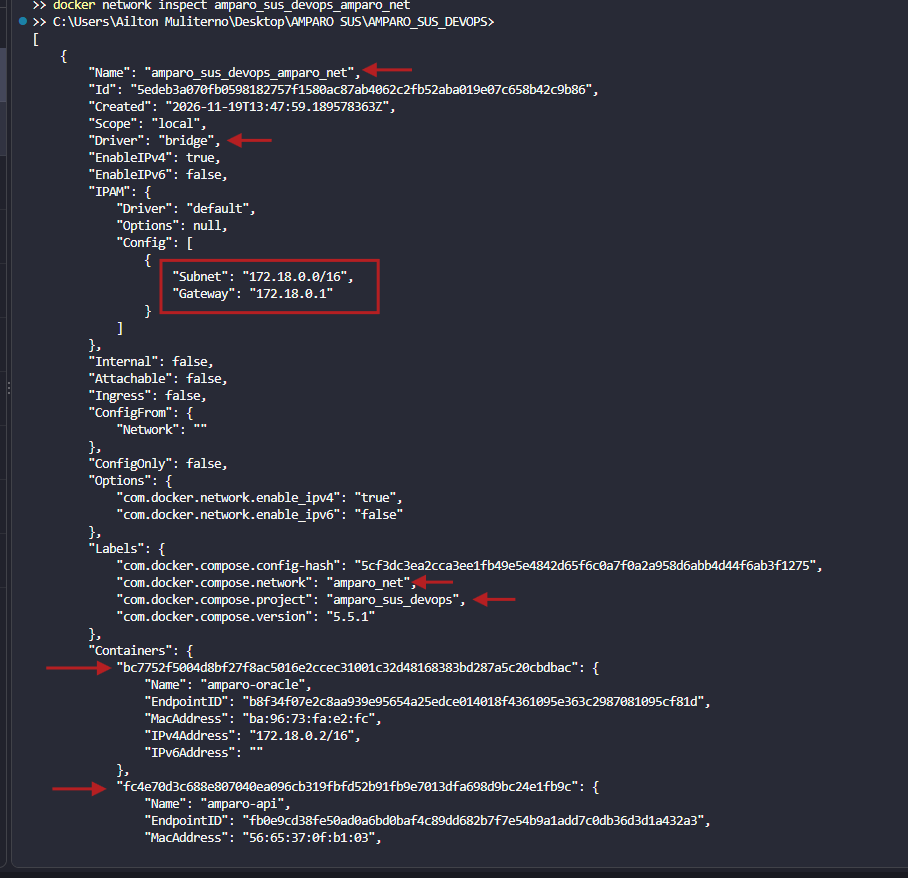 >> docker network inspect amparo_sus_devops_amparo_net
>> C:\Users\Ailton Muliterno\Desktop\AMPARO SUS\AMPARO_SUS_DEVOPS>
[
    {
        "Name": "amparo_sus_devops_amparo_net",
        "Id": "5edeb3a070fb0598182757f1580ac87ab4062c2fb52aba019e07c658b42c9b86",
        "Created": "2026-11-19T13:47:59.189578363Z",
        "Scope": "local",
        "Driver": "bridge",
        "EnableIPv4": true,
        "EnableIPv6": false,
        "IPAM": {
            "Driver": "default",
            "Options": null,
            "Config": [
                {
                    "Subnet": "172.18.0.0/16",
                    "Gateway": "172.18.0.1"
                }
            ]
        },
        "Internal": false,
        "Attachable": false,
        "Ingress": false,
        "ConfigFrom": {
            "Network": ""
        },
        "ConfigOnly": false,
        "Options": {
            "com.docker.network.enable_ipv4": "true",
            "com.docker.network.enable_ipv6": "false"
        },
        "Labels": {
            "com.docker.compose.config-hash": "5cf3dc3ea2cca3ee1fb49e5e4842d65f6c0a7f0a2a958d6abb4d44f6ab3f1275",
            "com.docker.compose.network": "amparo_net",
            "com.docker.compose.project": "amparo_sus_devops",
            "com.docker.compose.version": "5.5.1"
        },
        "Containers": {
            "bc7752f5004d8bf27f8ac5016e2ccec31001c32d48168383bd287a5c20cbdbac": {
                "Name": "amparo-oracle",
                "EndpointID": "b8f34f07e2c8aa939e95654a25edce014018f4361095e363c2987081095cf81d",
                "MacAddress": "ba:96:73:fa:e2:fc",
                "IPv4Address": "172.18.0.2/16",
                "IPv6Address": ""
            },
            "fc4e70d3c688e807040ea096cb319fbfd52b91fb9e7013dfa698d9bc24e1fb9c": {
                "Name": "amparo-api",
                "EndpointID": "fb0e9cd38fe50ad0a6bd0baf4c89dd682b7f7e54b9a1add7c0db36d3d1a432a3",
                "MacAddress": "56:65:37:0f:b1:03",